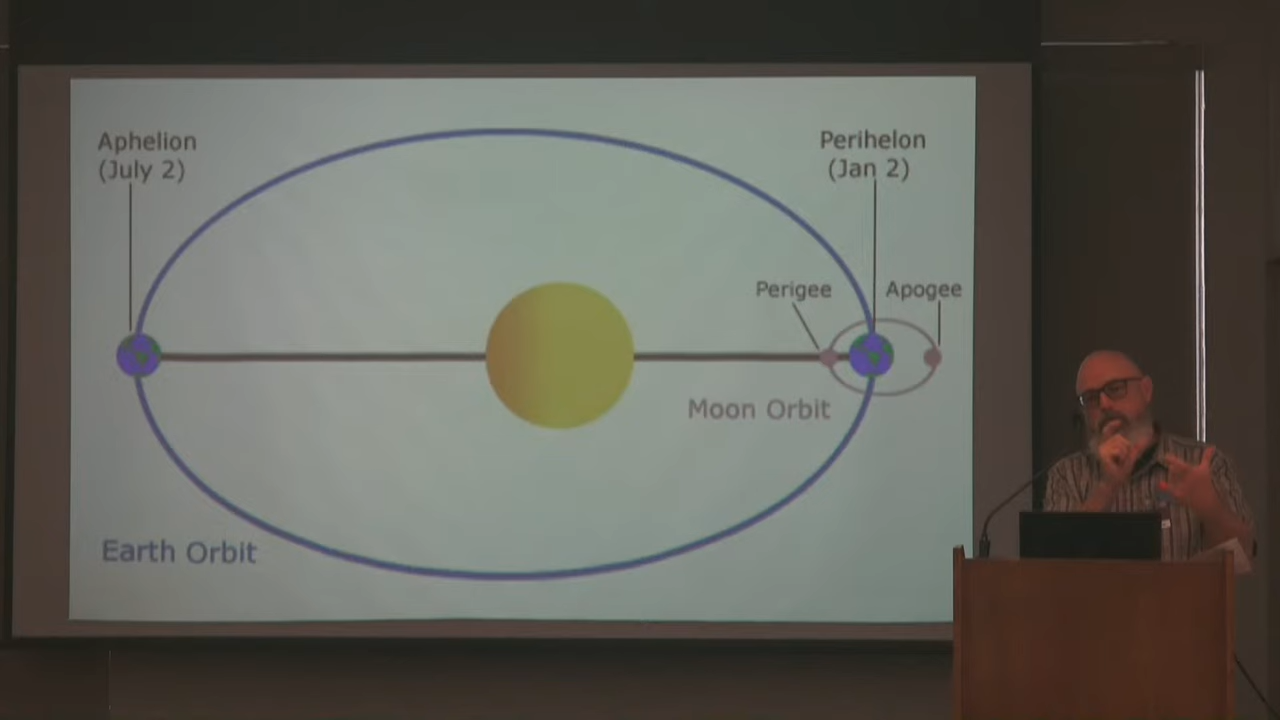 Aphelion
(July 2)
Perihelon
(Jan 2)
Perigee
Apogee
Moon Orbit
Earth Orbit